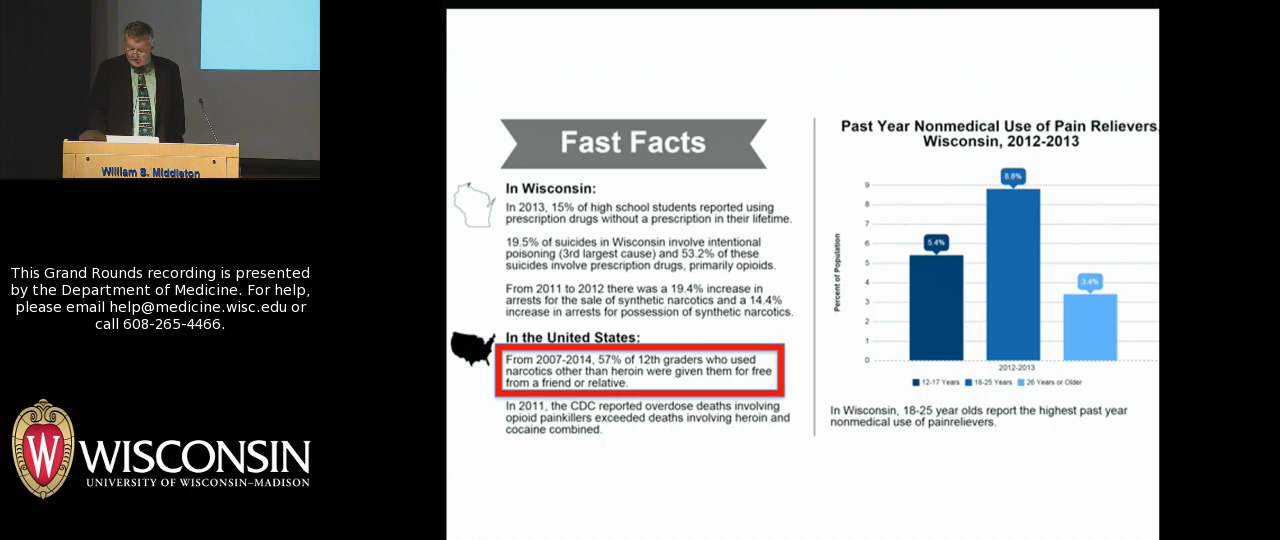 William S. Middleton
This Grand Rounds recording is presented
by the Department of Medicine. For help,
please email help@medicine.wisc.edu or
call 608-265-4466.
W
WISCONSIN
UNIVERSITY OF WISCONSIN–MADISON
Fast Facts
In Wisconsin:
In 2013, 15% of high school students reported using
prescription drugs without a prescription in their lifetime.
19.5% of suicides in Wisconsin involve intentional
poisoning (3rd largest cause) and 53.2% of these
suicides involve prescription drugs, primarily opioids.
From 2011 to 2012 there was a 19.4% increase in
arrests for the sale of synthetic narcotics and a 14.4%
increase in arrests for possession of synthetic narcotics.
In the United States:
From 2007-2014, 57% of 12th graders who used
narcotics other than heroin were given them for free
from a friend or relative.
In 2011, the CDC reported overdose deaths involving
opioid painkillers exceeded deaths involving heroin and
cocaine combined.
Past Year Nonmedical Use of Pain Relievers,
Wisconsin, 2012-2013
Percent of Population
9
8
7
6
5
4
3
2
1
0
5.4%
8.8%
3.4%
2012-2013
12-17 Years
18-25 Years
26 Years or Older
In Wisconsin, 18-25 year olds report the highest past year
nonmedical use of painrelievers.